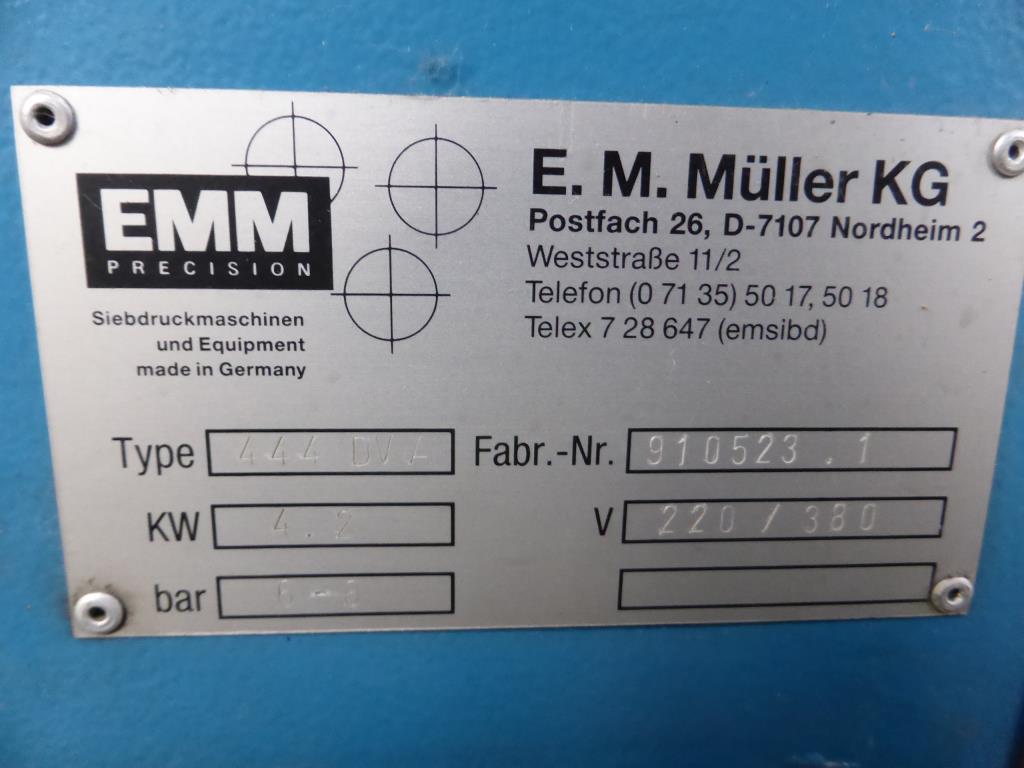 EMM
PRECISION
Siebdruckmaschinen
und Equipment
made in Germany
E. M. Müller KG
Postfach 26, D-7107 Nordheim 2
Weststraße 11/2
Telefon (0 71 35) 50 17, 50 18
Telex 7 28 647 (emsibd)
Type 444 DVA Fabr.-Nr. 910523.1
KW 4.2 V 220/380
bar